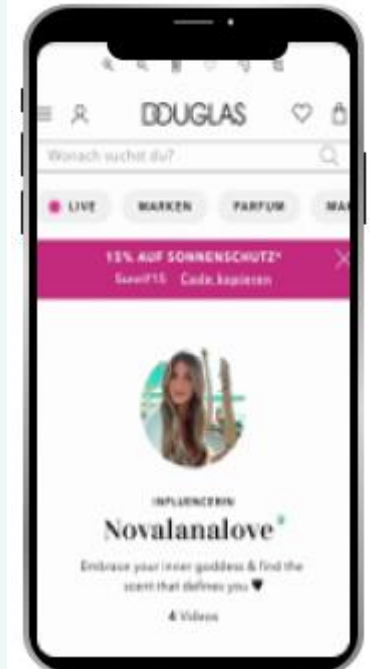 DOUGLAS
Wonach suchst du?
LIVE MARKEN PARFUM MA
15% AUF SONNENSCHUTZ*
Code kopieren
INFLUENCERIN
Novalanalove
Embrace your inner goddess & find the
scent that defines you ♥
4 Videos